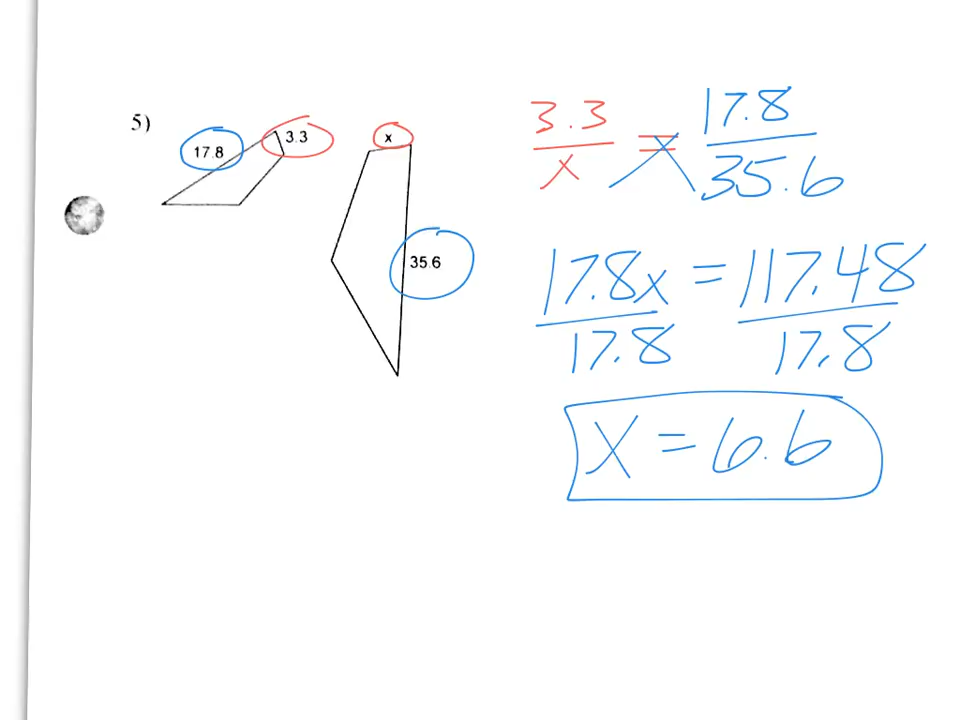 5)
17.8
3.3
x
35.6
3.3 / x = 17.8 / 35.6
17.8x = 117.48
17.8 17.8
x = 6.6